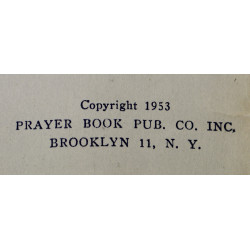 Copyright 1953
PRAYER BOOK PUB. CO. INC,
BROOKLYN 11, N. Y.